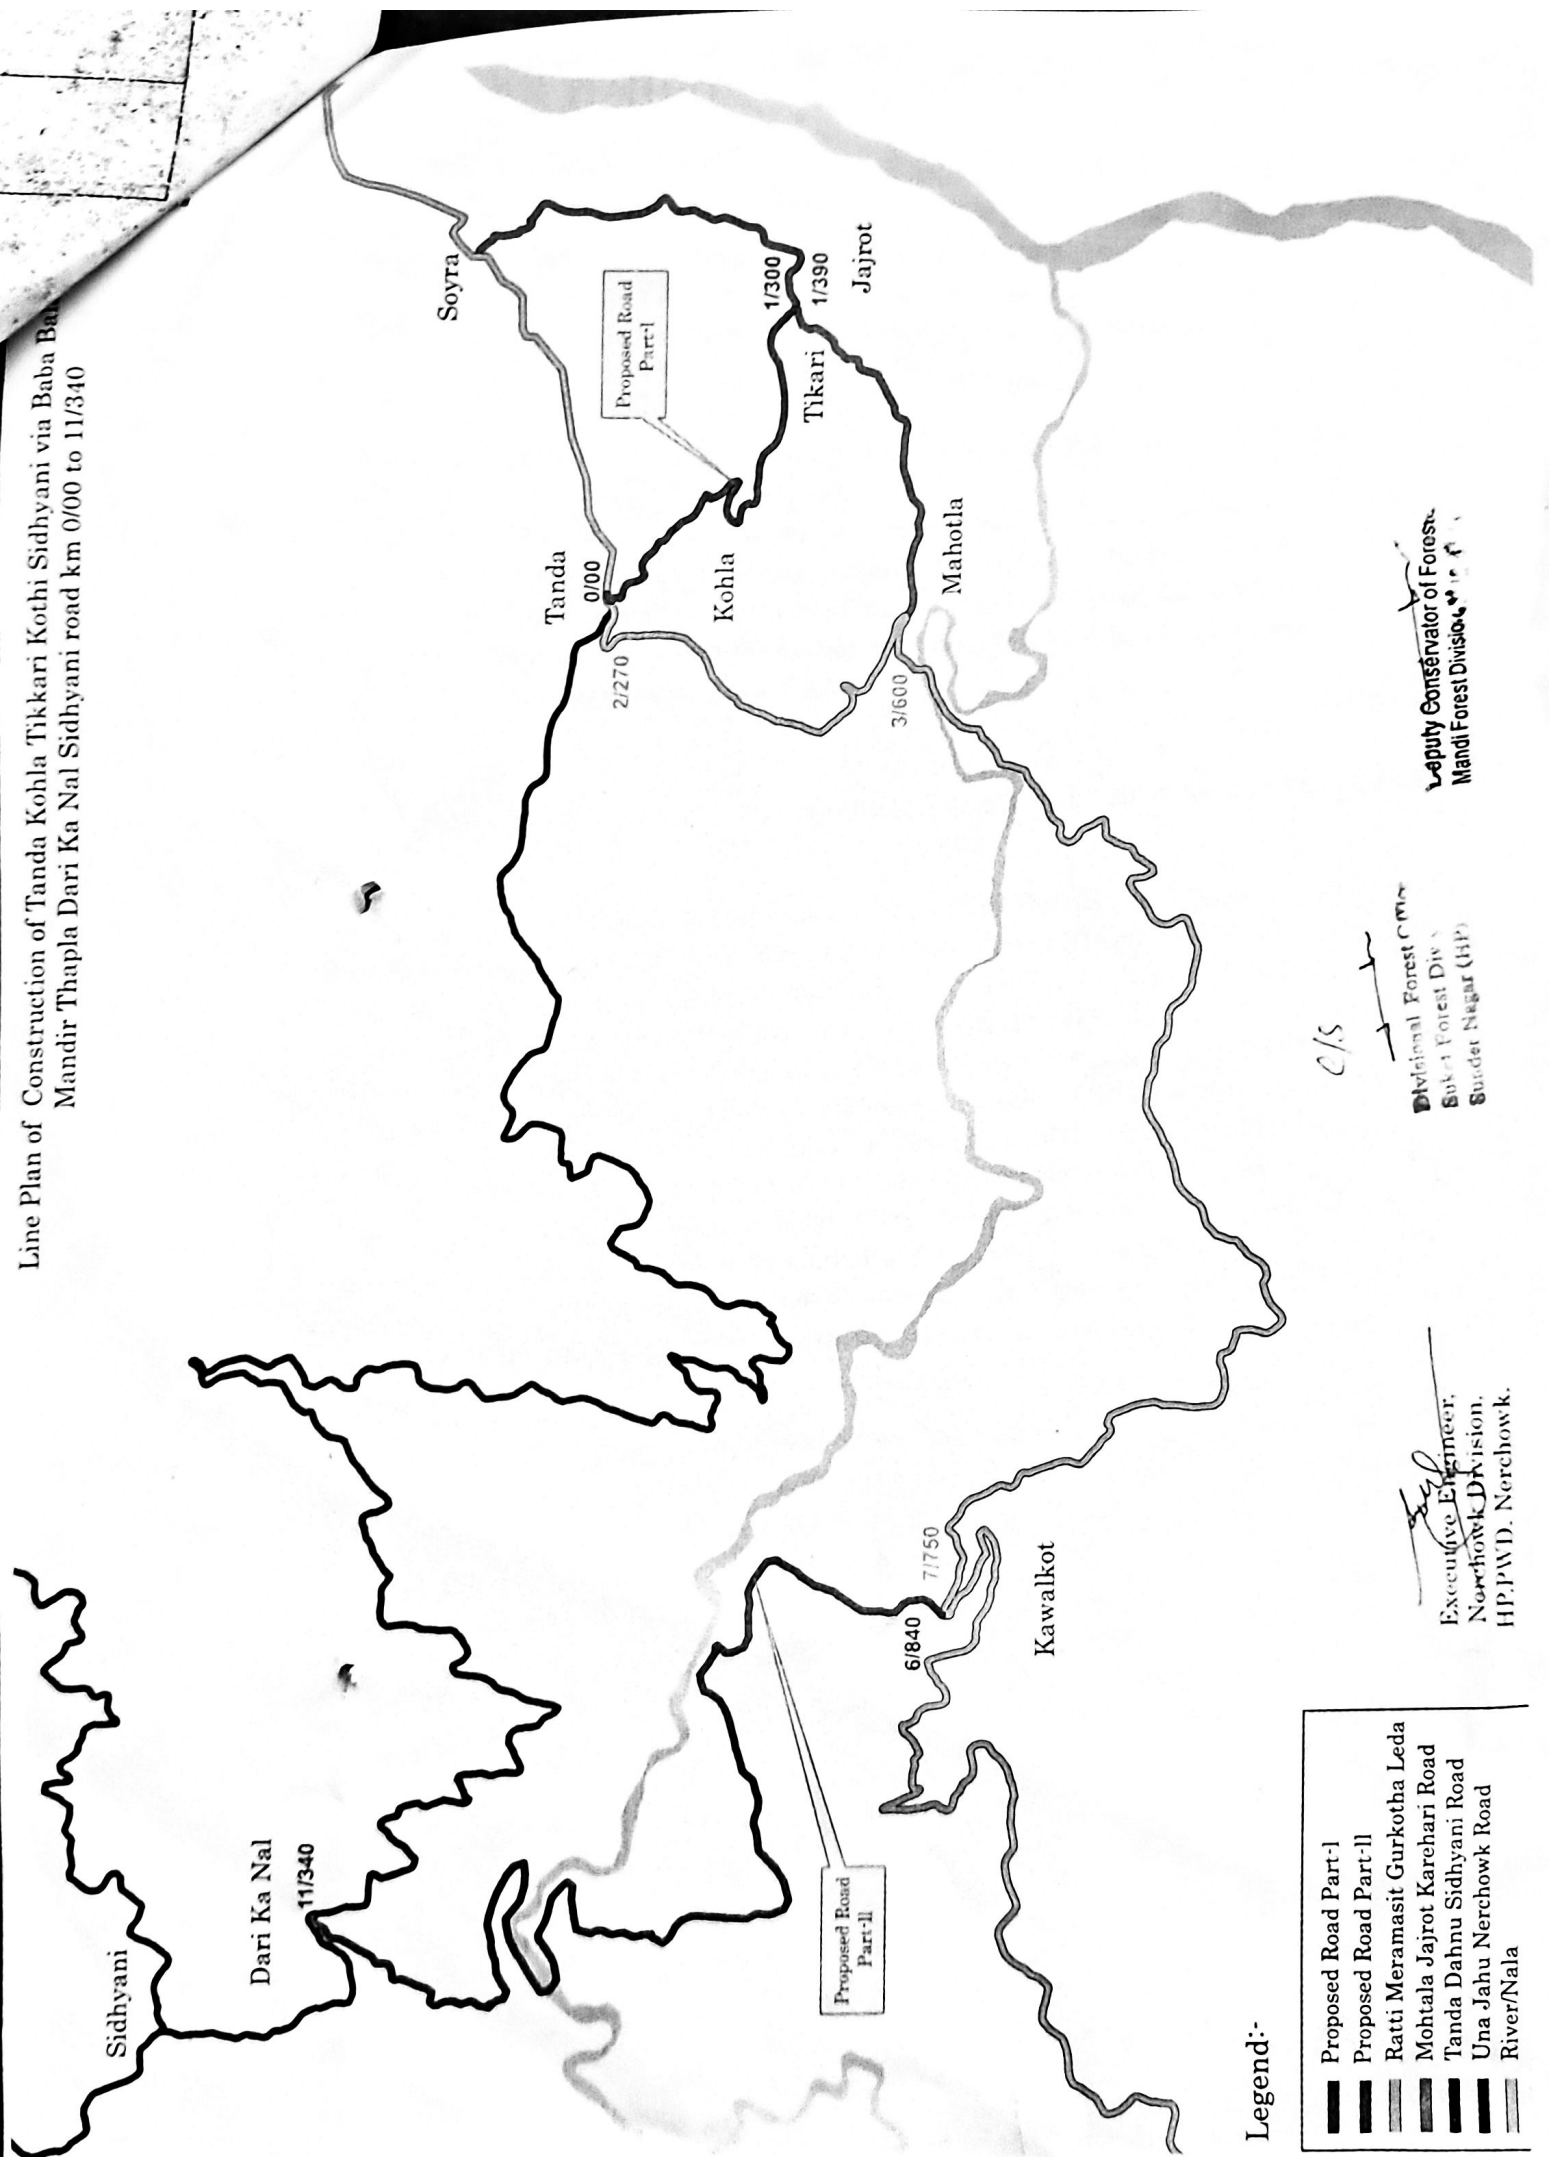 Line Plan of Construction of Tanda Kohla Tikkari Kothi Sidhyani via Baba
Mandir Thapla Dari Ka Nal Sidhyani road km 0/00 to 11/340
Sidhyani
Dari Ka Nal
11/340
Soyra
Tanda
0/00
2/270
Proposed Road
Part-I
Kohla
1/300
1/390
Tikari
Jajrot
Mahotla
3/600
7/750
6/840
Kawalkot
Proposed Road
Part-II
Legend:-
Proposed Road Part-I
Proposed Road Part-II
Ratti Meramasit Gurkotha Leda
Mohtala Jajrot Karehari Road
Tanda Dahnu Sidhyani Road
Una Jahu Nerchowk Road
River/Nala
Executive Engineer,
Nerchowk Division,
HP.PWD. Nerchowk.
C/S
Divisional Forest
Suket Forest Div
Sunder Nagar (HP)
Deputy Conservator of Forests
Mandi Forest Division